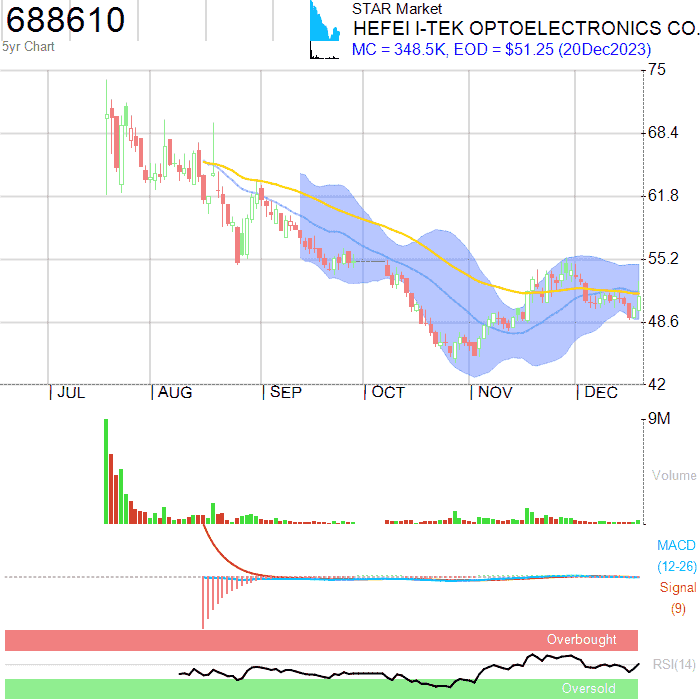 688610
5yr Chart
STAR Market
HEFEI I-TEK OPTOELECTRONICS CO.
MC = 348.5K, EOD = $51.25 (20Dec2023)
75
68.4
61.8
55.2
48.6
42
JUL AUG SEP OCT NOV DEC
9M
Volume
MACD
(12-26)
Signal
(9)
Overbought
RSI(14)
Oversold